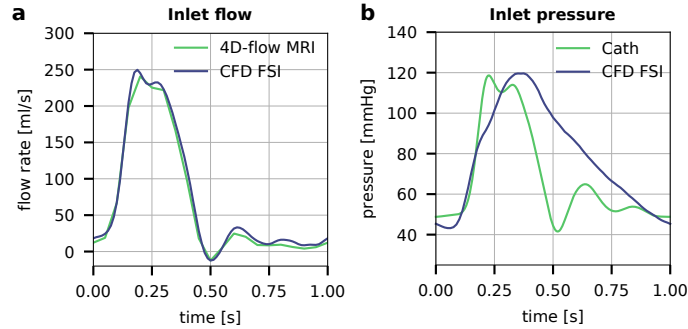 a
Inlet flow
300
250
200
150
100
50
0
flow rate [ml/s]
4D-flow MRI
CFD FSI
0.00
0.25
0.50
0.75
1.00
time [s]
b
Inlet pressure
140
120
100
80
60
40
pressure [mmHg]
Cath
CFD FSI
0.00
0.25
0.50
0.75
1.00
time [s]